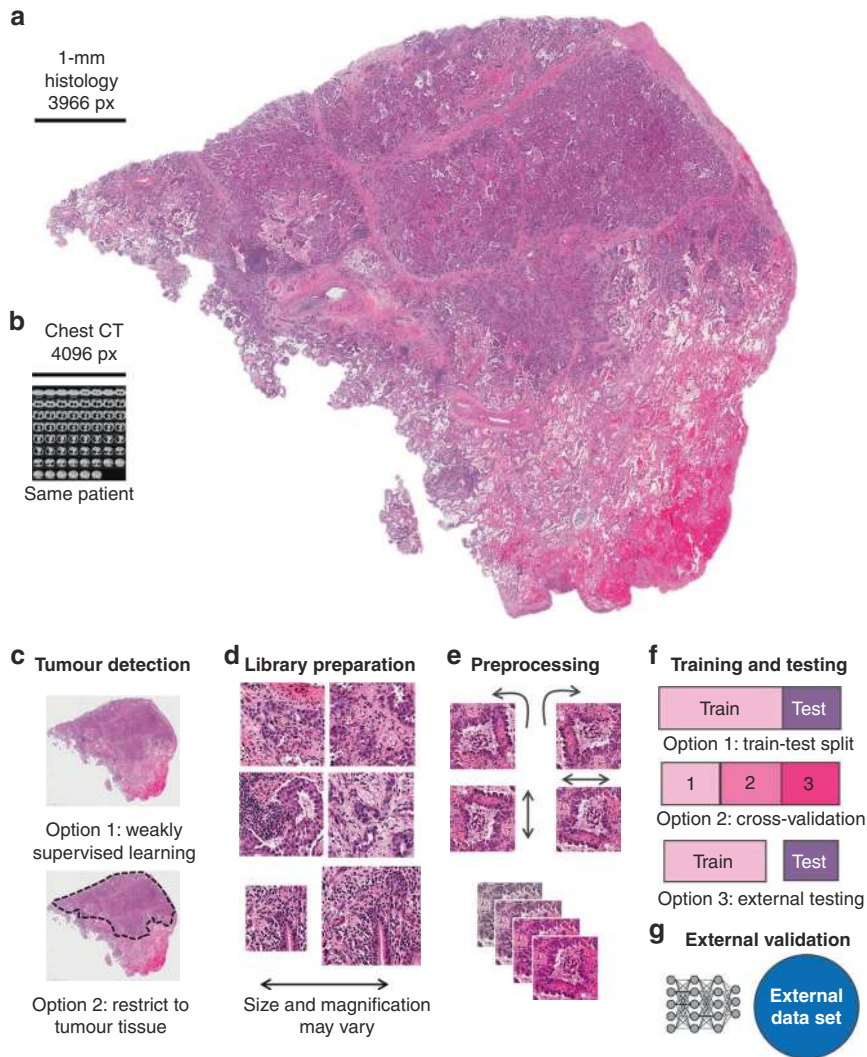 a
1-mm
histology
3966 px
b
Chest CT
4096 px
Same patient
c Tumour detection
Option 1: weakly
supervised learning
Option 2: restrict to
tumour tissue
d Library preparation
Size and magnification
may vary
e Preprocessing
f Training and testing
Train Test
Option 1: train-test split
1 2 3
Option 2: cross-validation
Train Test
Option 3: external testing
g External validation
External
data set